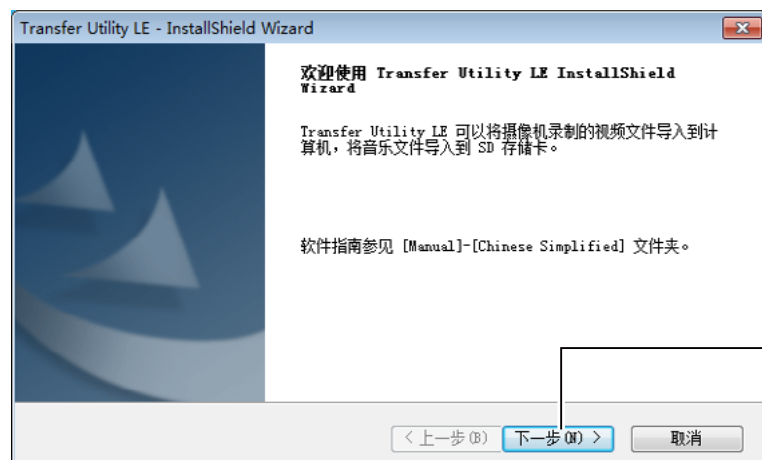 Transfer Utility LE - InstallShield Wizard
欢迎使用 Transfer Utility LE InstallShield
Wizard
Transfer Utility LE 可以将摄像机录制的视频文件导入到计
算机，将音乐文件导入到 SD 存储卡。
软件指南参见 [Manual]-[Chinese Simplified] 文件夹。
< 上一步(B) 下一步(N) > 取消